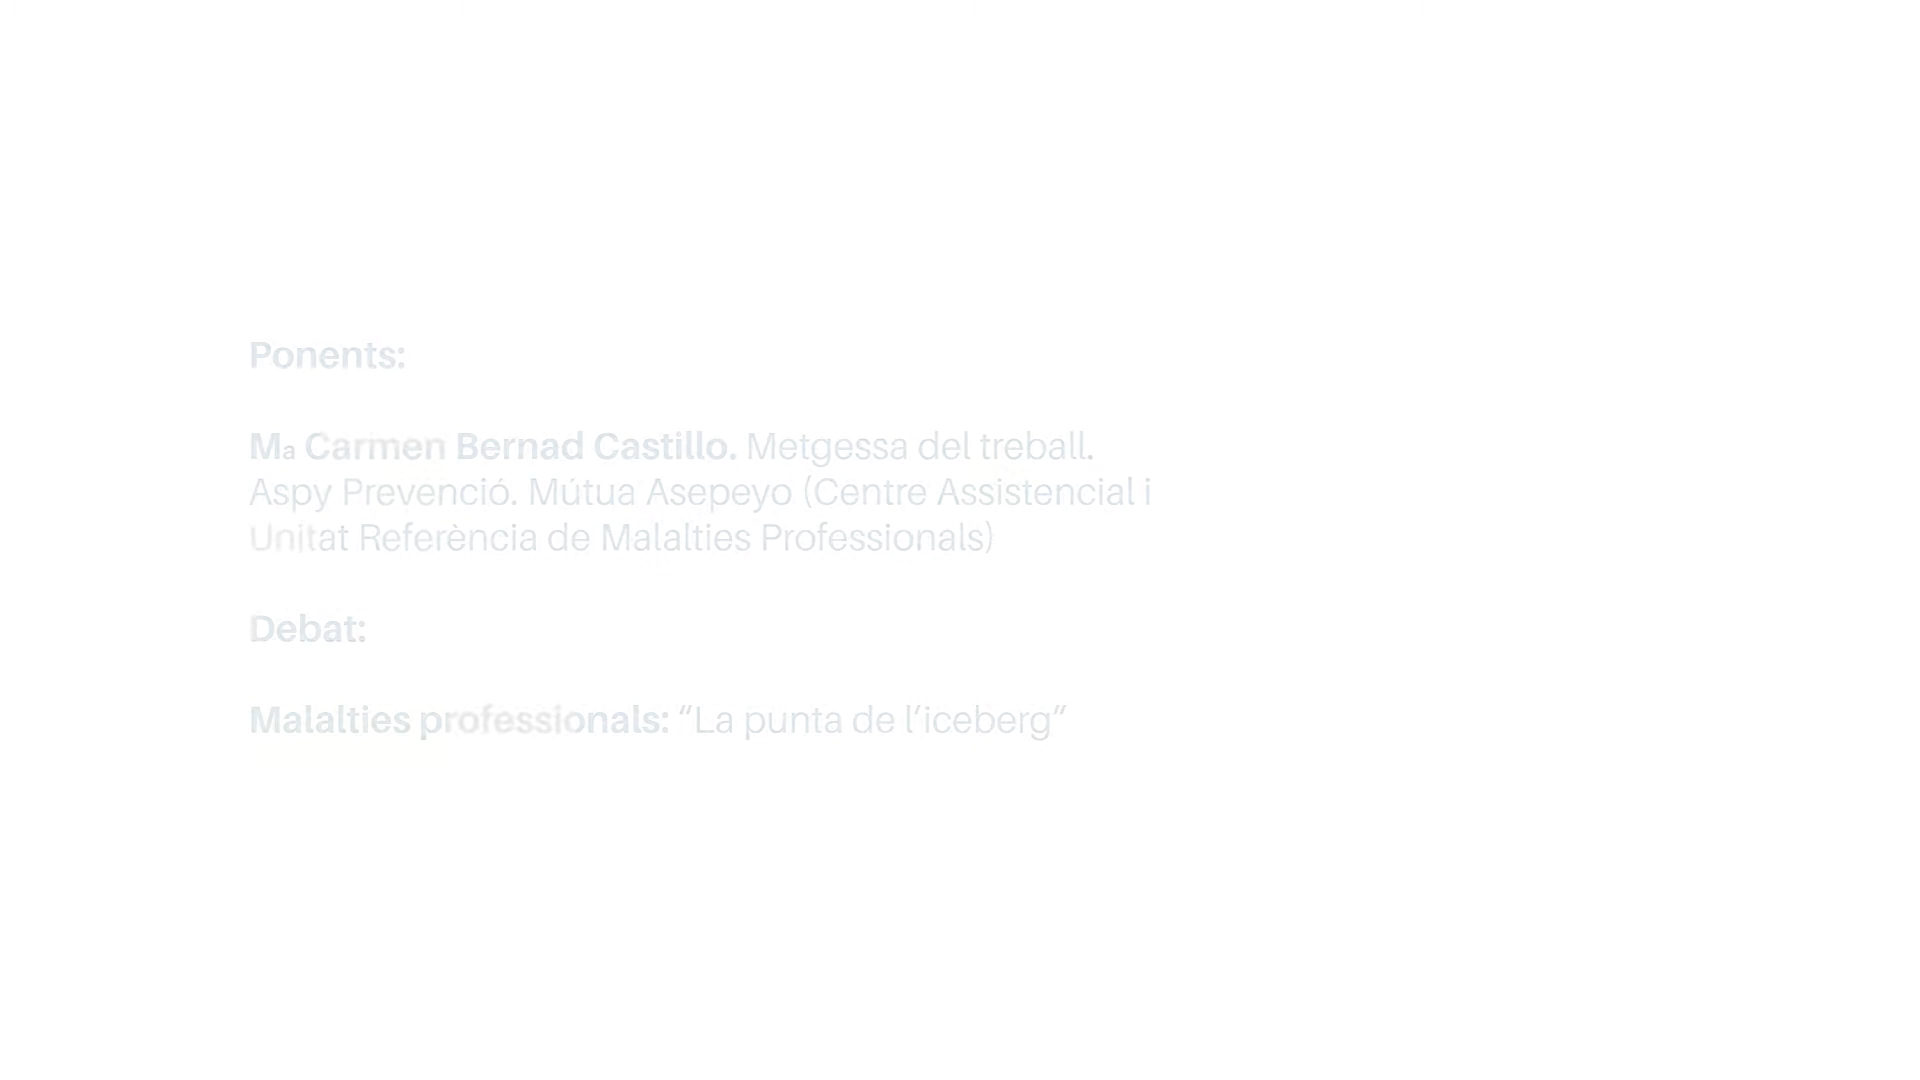 Ponents:
Ma Carmen Bernad Castillo. Metgessa del treball.
Aspy Prevenció. Mútua Asepeyo (Centre Assistencial i
Unitat Referència de Malalties Professionals)
Debat:
Malalties professionals: “La punta de l’iceberg”